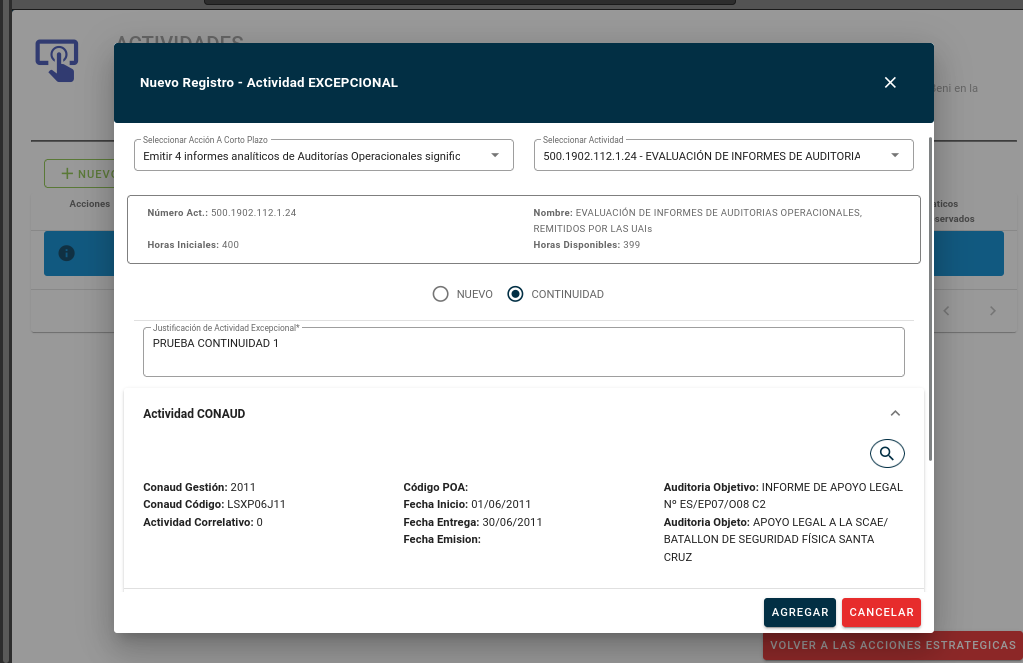 ACTIVIDADES
Nuevo Registro - Actividad EXCEPCIONAL
Beni en la
Seleccionar Acción A Corto Plazo
Emitir 4 informes analíticos de Auditorías Operacionales signific
Seleccionar Actividad
500.1902.112.1.24 - EVALUACIÓN DE INFORMES DE AUDITORIA
NUEVO
Acciones
Número Act.: 500.1902.112.1.24
Nombre: EVALUACIÓN DE INFORMES DE AUDITORIAS OPERACIONALES,
REMITIDOS POR LAS UAIs
Horas Iniciales: 400
Horas Disponibles: 399
NUEVO
CONTINUIDAD
Justificación de Actividad Excepcional*
PRUEBA CONTINUIDAD 1
Actividad CONAUD
Conaud Gestión: 2011
Conaud Código: LSXP06J11
Actividad Correlativo: 0
Código POA:
Fecha Inicio: 01/06/2011
Fecha Entrega: 30/06/2011
Fecha Emision:
Auditoria Objetivo: INFORME DE APOYO LEGAL
Nº ES/EP07/O08 C2
Auditoria Objeto: APOYO LEGAL A LA SCAE/
BATALLON DE SEGURIDAD FÍSICA SANTA
CRUZ
AGREGAR
CANCELAR
VOLVER A LAS ACCIONES ESTRATEGICAS